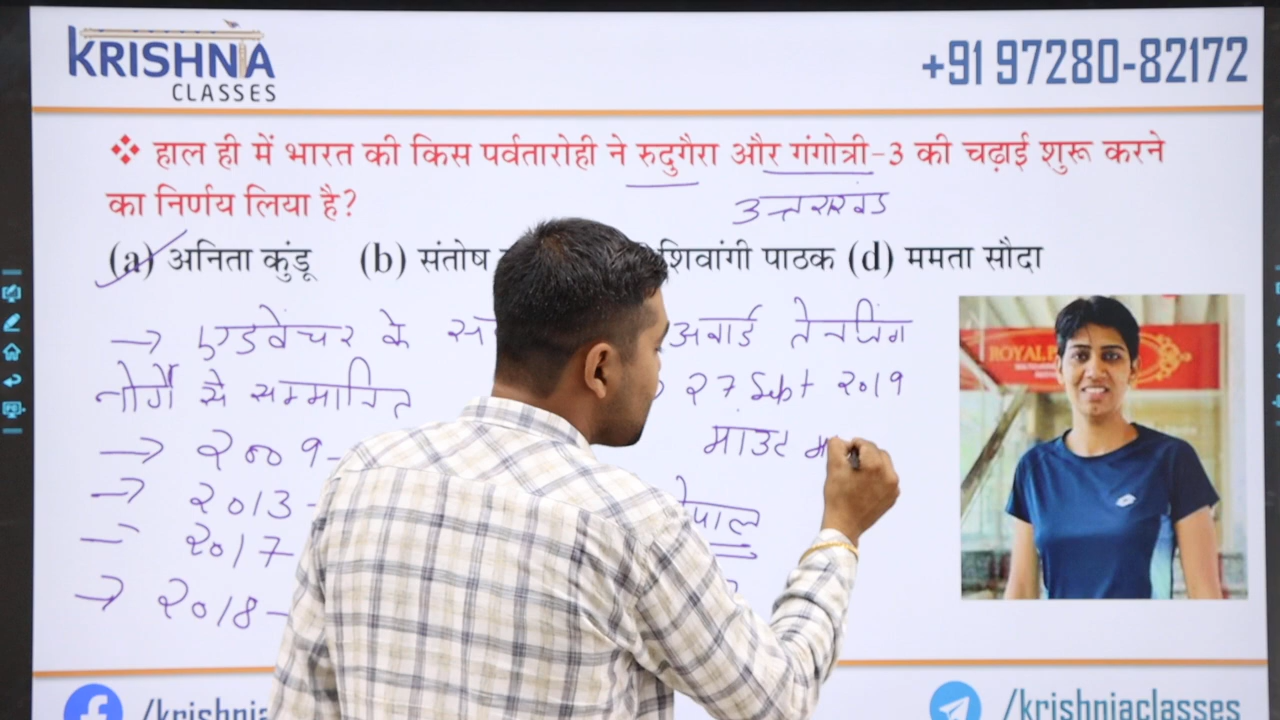 KRISHNA
CLASSES
+91 97280-82172
❖ हाल ही में भारत की किस पर्वतारोही ने रुदुगैरा और गंगोत्री-3 की चढ़ाई शुरू करने
का निर्णय लिया है?
उत्तराखंड
(a) अनिता कुंडू (b) संतोष शिवांगी पाठक (d) ममता सौदा
→ एडवेंचर के अवार्ड तेनजिंग
नोर्गे से सम्मानित 27 Sept 2019
→ 2009- माउंट
→ 2013-
2017-
→ 2018-
ROYAL
/krishnia /krishniaclasses